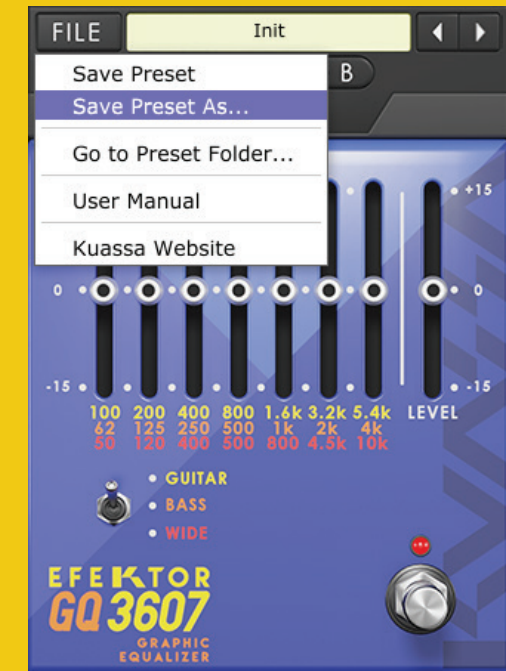 FILE Init
B
Save Preset
Save Preset As...
Go to Preset Folder...
User Manual
Kuassa Website
+15
0 0
-15 -15
100 200 400 800 1.6k 3.2k 5.4k LEVEL
62 125 250 500 1k 2k 4k
50 120 400 500 800 4.5k 10k
GUITAR
BASS
WIDE
EFEKTOR
GQ 3607
GRAPHIC
EQUALIZER